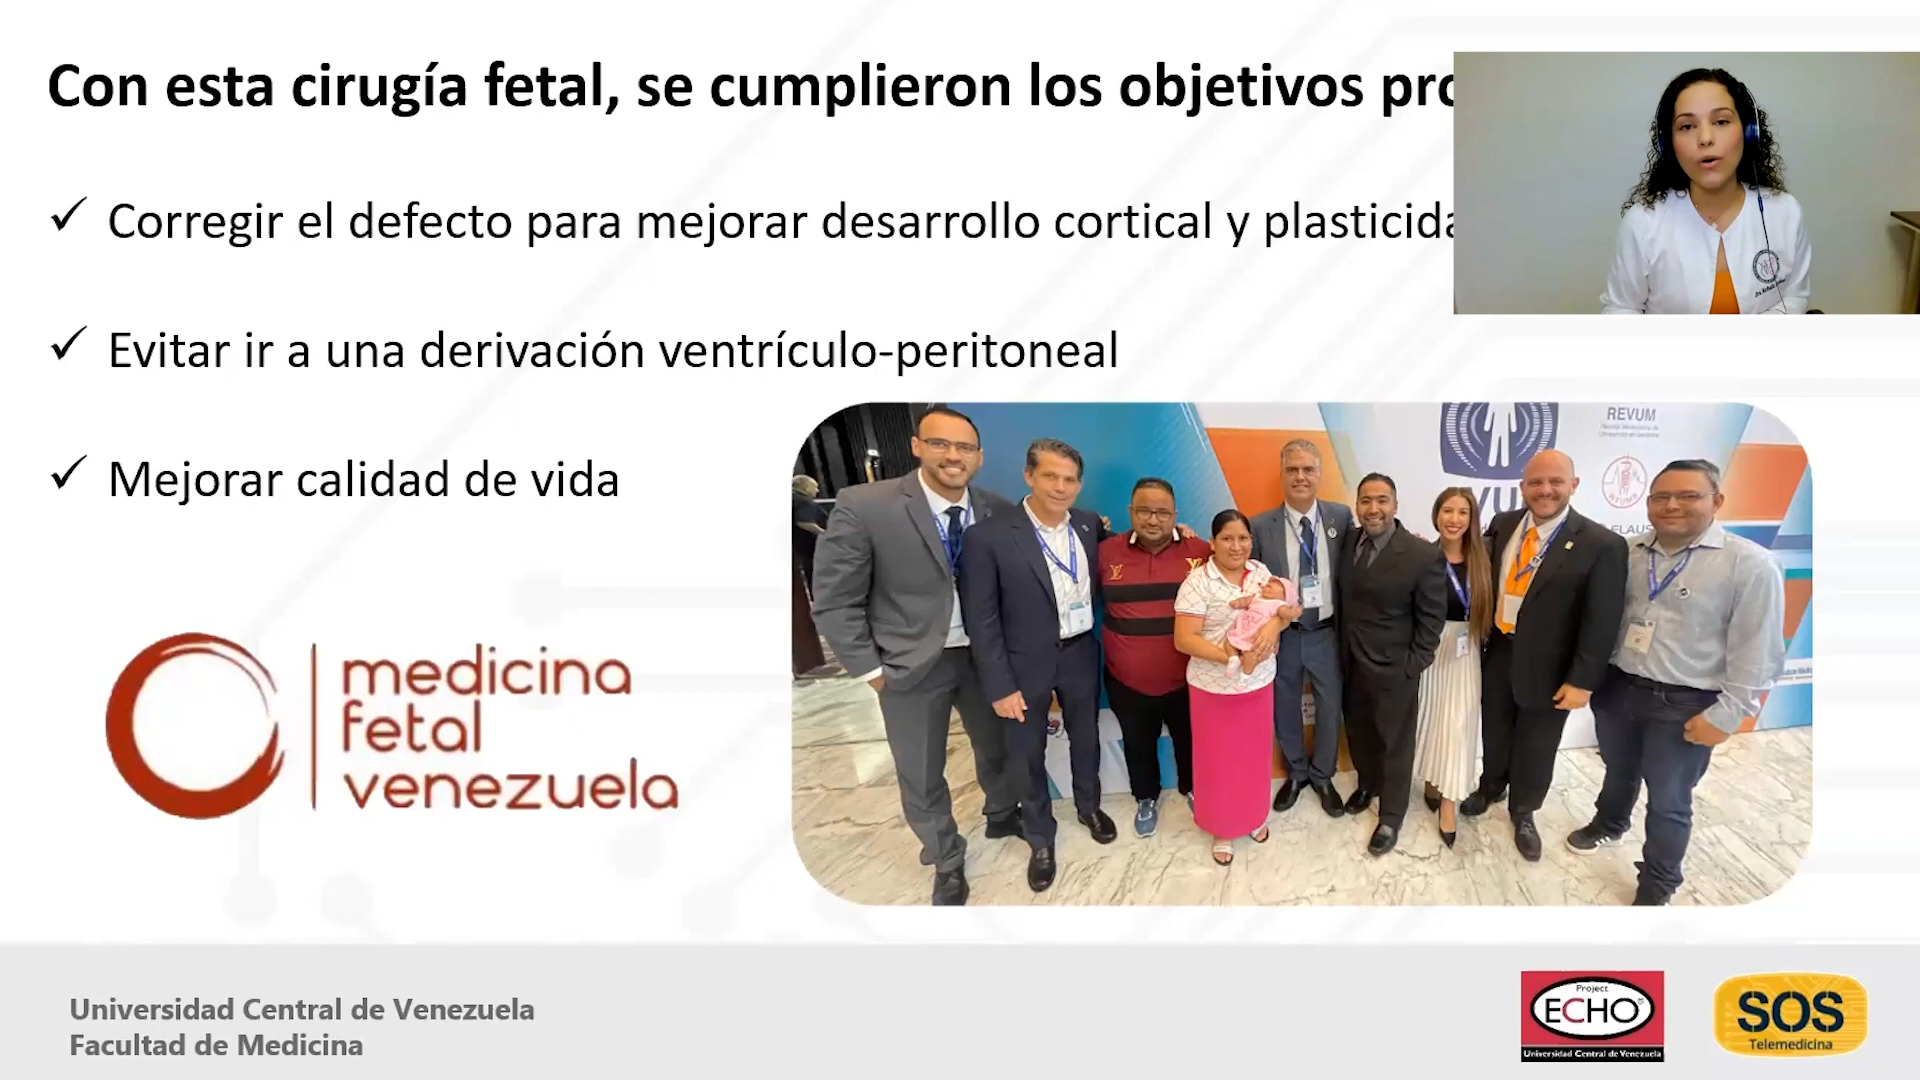 Con esta cirugía fetal, se cumplieron los objetivos
✓ Corregir el defecto para mejorar desarrollo cortical y
✓ Evitar ir a una derivación ventrículo-peritoneal
✓ Mejorar calidad de vida
REVUM
medicina
fetal
venezuela
Universidad Central de Venezuela
Facultad de Medicina
Project
ECHO®
Universidad Central de Venezuela
SOS
Telemedicina